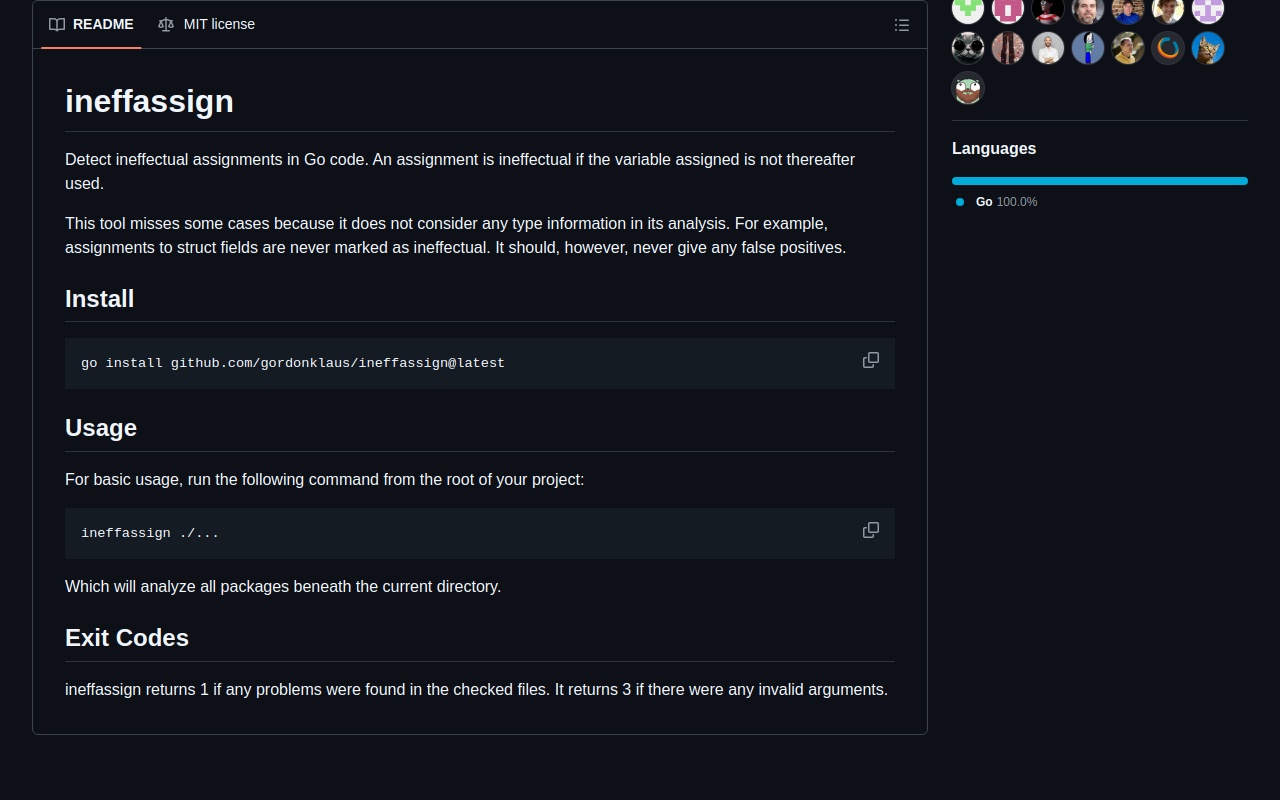 README
MIT license
ineffassign
Detect ineffectual assignments in Go code. An assignment is ineffectual if the variable assigned is not thereafter
used.
This tool misses some cases because it does not consider any type information in its analysis. For example,
assignments to struct fields are never marked as ineffectual. It should, however, never give any false positives.
Install
go install github.com/gordonklaus/ineffassign@latest
Usage
For basic usage, run the following command from the root of your project:
ineffassign ./...
Which will analyze all packages beneath the current directory.
Exit Codes
ineffassign returns 1 if any problems were found in the checked files. It returns 3 if there were any invalid arguments.
Languages
Go 100.0%